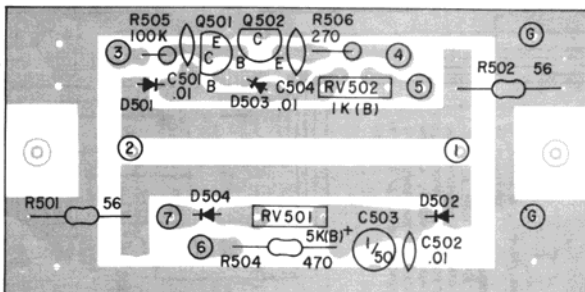 R505 Q501 Q502 R506
100K 270
G
E C
3 C 4
B E
R502 56
C501 C504 RV502 5
.01 B .01
D501 D503 1K(B)
2 1
R501 56 D504 D502
7 RV501 C503 G
6 5K(B) + 1/50 C502
R504 470 .01